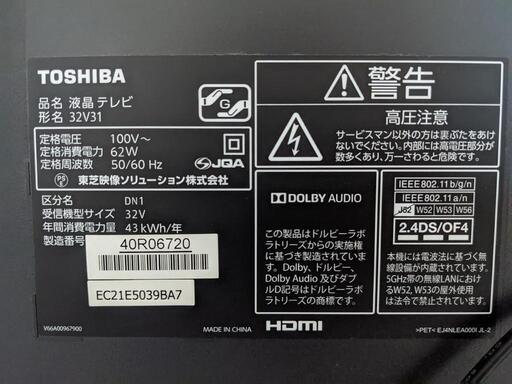 TOSHIBA
品名 液晶テレビ
形名 32V31
定格電圧 100V~
定格消費電力 62W
定格周波数 50/60 Hz
PS
E
G
JQA
東芝映像ソリューション株式会社
区分名 DN1
受信機型サイズ 32V
年間消費電力量 43 kWh/年
製造番号
40R06720
EC21E5039BA7
V66A00967900
MADE IN CHINA
警告
高圧注意
サービスマン以外の方は裏ぶたをあけ
ないでください。内部には高電圧部分が
数多くあり、万一さわると危険です。
DOLBY AUDIO
この製品はドルビーラボ
ラトリーズからの実施権
に基づき製造されています。
Dolby、ドルビー、
Dolby Audio 及びダブ
ルD記号はドルビーラボ
ラトリーズの商標です。
HDMI
IEEE802.11b/g/n
IEEE802.11a/n
J52 W52 W53 W56
2.4DS/OF4
本機には電波法に基づく無
線設備が内蔵されています。
5GHz帯の無線LANにおけ
るW52、W53の屋外使用
は法令で禁止されています。
>PET< EJ4NLEA000I JL-2